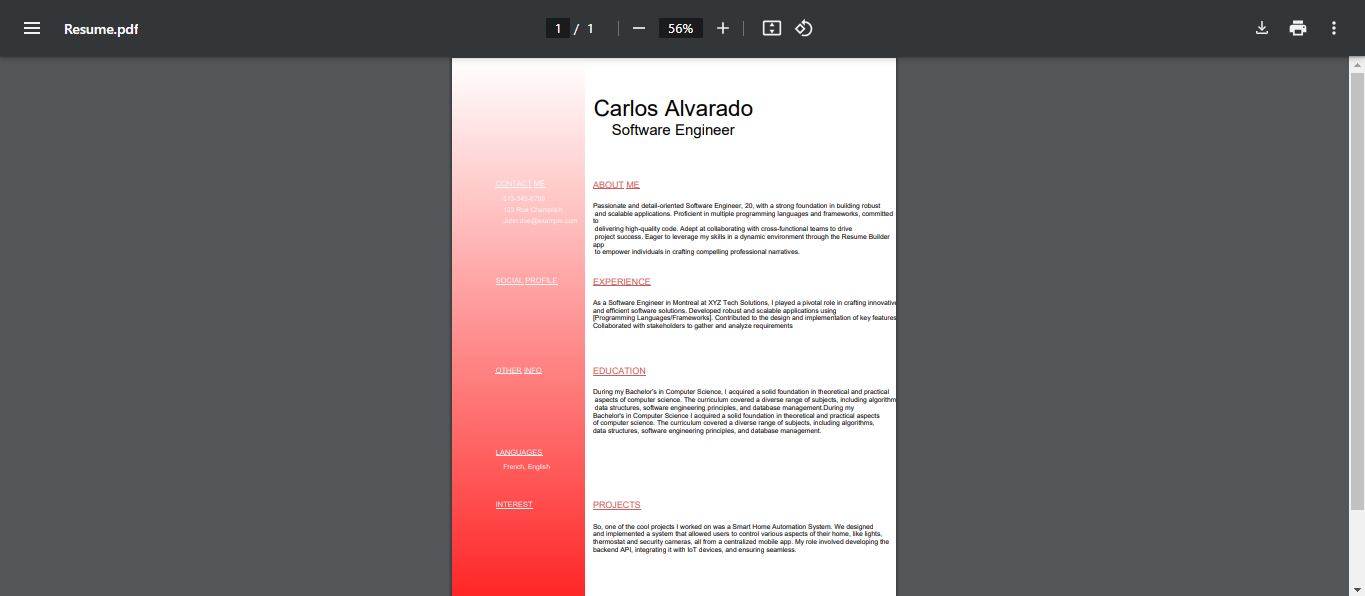 Resume.pdf
1 / 1
56%
Carlos Alvarado
Software Engineer
CONTACT ME
513-345-6789
123 Rue Champlein
John.doe@example.com
SOCIAL PROFILE
OTHER INFO
LANGUAGES
French, English
INTEREST
ABOUT ME
Passionate and detail-oriented Software Engineer, 20, with a strong foundation in building robust
and scalable applications. Proficient in multiple programming languages and frameworks, committed
to
delivering high-quality code. Adept at collaborating with cross-functional teams to drive
project success. Eager to leverage my skills in a dynamic environment through the Resume Builder
app
to empower individuals in crafting compelling professional narratives.
EXPERIENCE
As a Software Engineer in Montreal at XYZ Tech Solutions, I played a pivotal role in crafting innovative
and efficient software solutions. Developed robust and scalable applications using
[Programming Languages/Frameworks]. Contributed to the design and implementation of key features
Collaborated with stakeholders to gather and analyze requirements
EDUCATION
During my Bachelor's in Computer Science, I acquired a solid foundation in theoretical and practical
aspects of computer science. The curriculum covered a diverse range of subjects, including algorithm
data structures, software engineering principles, and database management.During my
Bachelor's in Computer Science I acquired a solid foundation in theoretical and practical aspects
of computer science. The curriculum covered a diverse range of subjects, including algorithms,
data structures, software engineering principles, and database management.
PROJECTS
So, one of the cool projects I worked on was a Smart Home Automation System. We designed
and implemented a system that allowed users to control various aspects of their home, like lights,
thermostat and security cameras, all from a centralized mobile app. My role involved developing the
backend API, integrating it with IoT devices, and ensuring seamless.